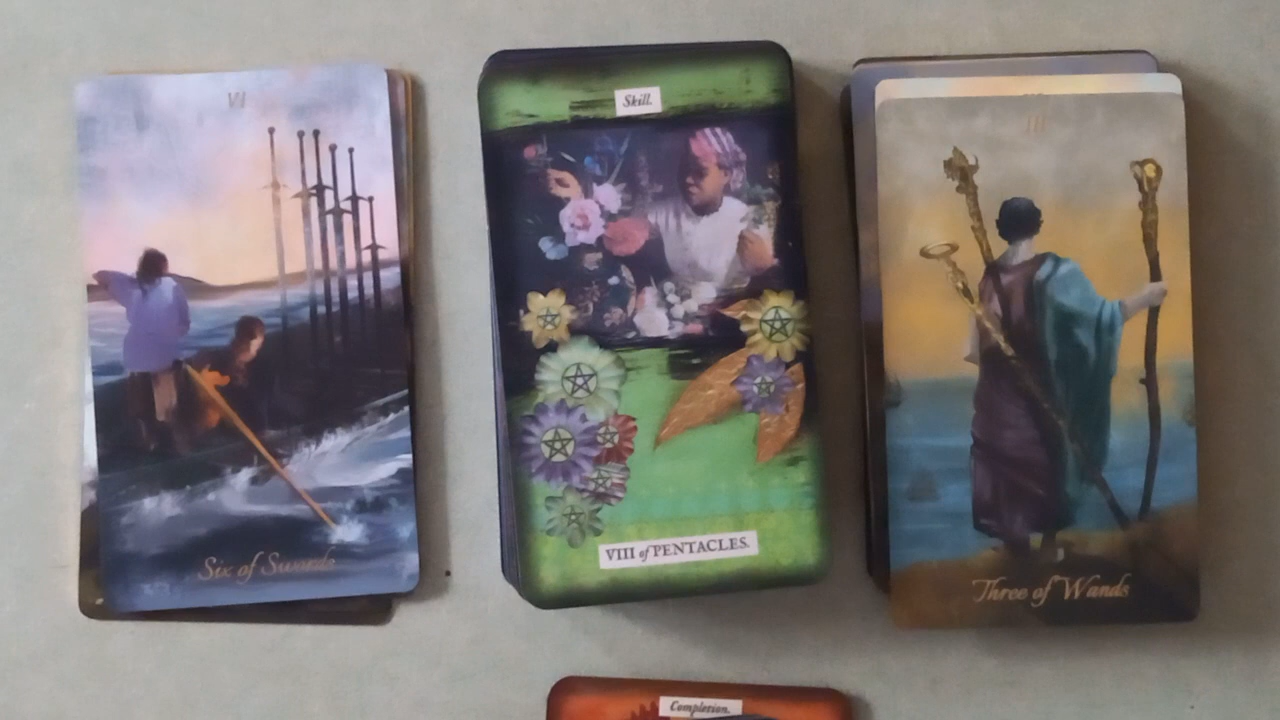 VI
Six of Swords
Skill.
VIII of PENTACLES.
III
Three of Wands
Completion.